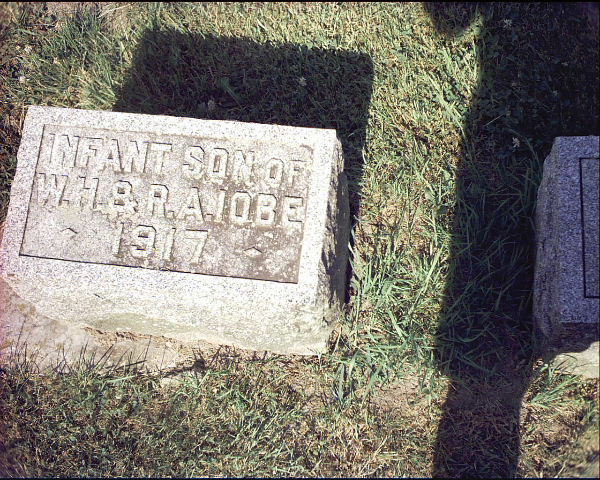 INFANT SON OF
W.H.& R.A.IOBE
1917